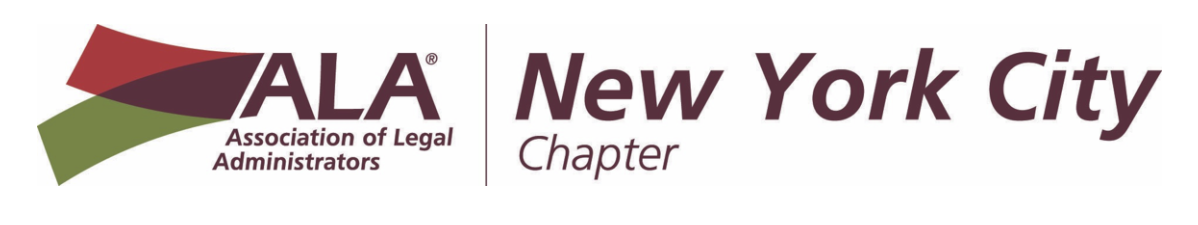 ALA®
Association of Legal
Administrators
New York City
Chapter